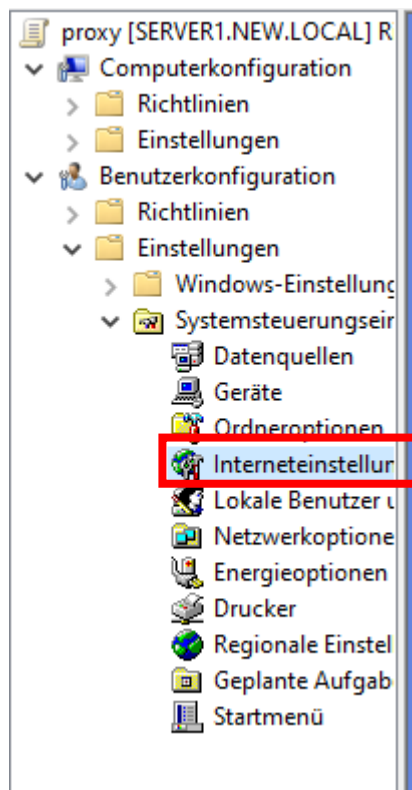 proxy [SERVER1.NEW.LOCAL] R
Computerkonfiguration
Richtlinien
Einstellungen
Benutzerkonfiguration
Richtlinien
Einstellungen
Windows-Einstellung
Systemsteuerungseir
Datenquellen
Geräte
Ordneroptionen
Interneteinstellur
Lokale Benutzer u
Netzwerkoptione
Energieoptionen
Drucker
Regionale Einstel
Geplante Aufgab
Startmenü